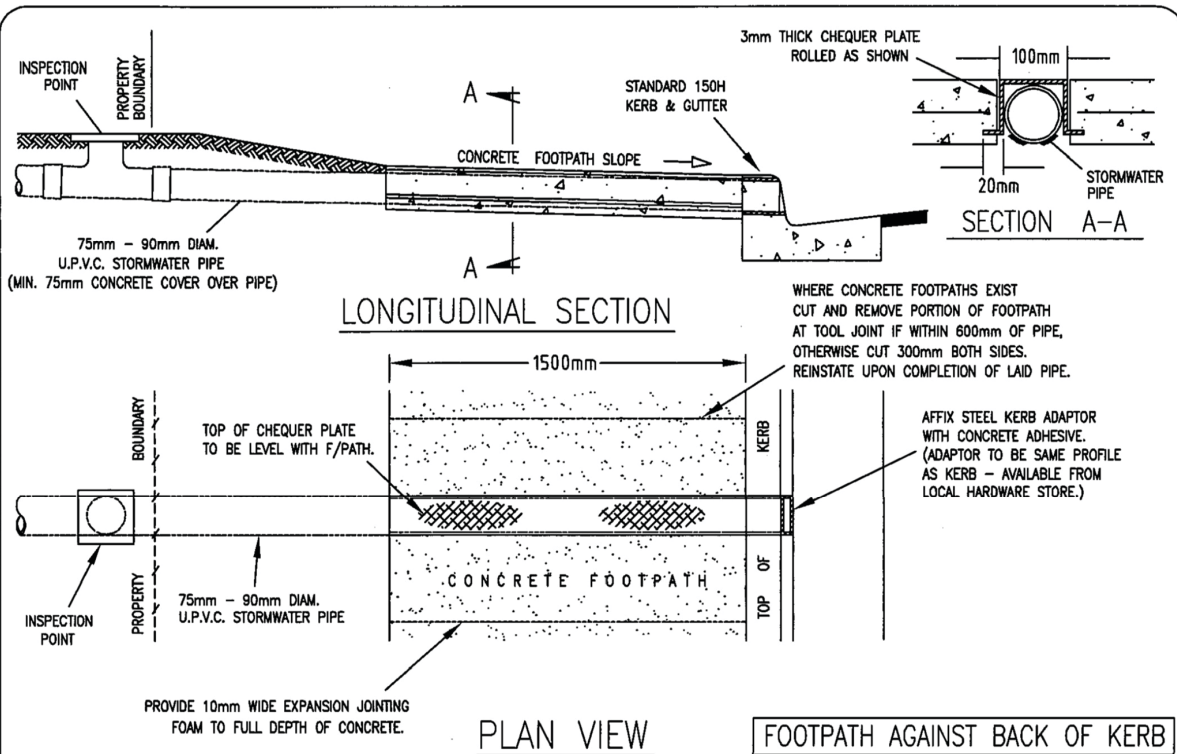 INSPECTION
POINT
PROPERTY
BOUNDARY
A
STANDARD 150H
KERB & GUTTER
3mm THICK CHEQUER PLATE
ROLLED AS SHOWN
100mm
CONCRETE FOOTPATH SLOPE
20mm
STORMWATER
PIPE
SECTION A-A
75mm - 90mm DIAM.
U.P.V.C. STORMWATER PIPE
(MIN. 75mm CONCRETE COVER OVER PIPE)
A
LONGITUDINAL SECTION
WHERE CONCRETE FOOTPATHS EXIST
CUT AND REMOVE PORTION OF FOOTPATH
AT TOOL JOINT IF WITHIN 600mm OF PIPE,
OTHERWISE CUT 300mm BOTH SIDES.
REINSTATE UPON COMPLETION OF LAID PIPE.
1500mm
BOUNDARY
TOP OF CHEQUER PLATE
TO BE LEVEL WITH F/PATH.
KERB
AFFIX STEEL KERB ADAPTOR
WITH CONCRETE ADHESIVE.
(ADAPTOR TO BE SAME PROFILE
AS KERB - AVAILABLE FROM
LOCAL HARDWARE STORE.)
CONCRETE FOOTPATH
TOP OF
INSPECTION
POINT
PROPERTY
75mm - 90mm DIAM.
U.P.V.C. STORMWATER PIPE
PROVIDE 10mm WIDE EXPANSION JOINTING
FOAM TO FULL DEPTH OF CONCRETE.
PLAN VIEW
FOOTPATH AGAINST BACK OF KERB